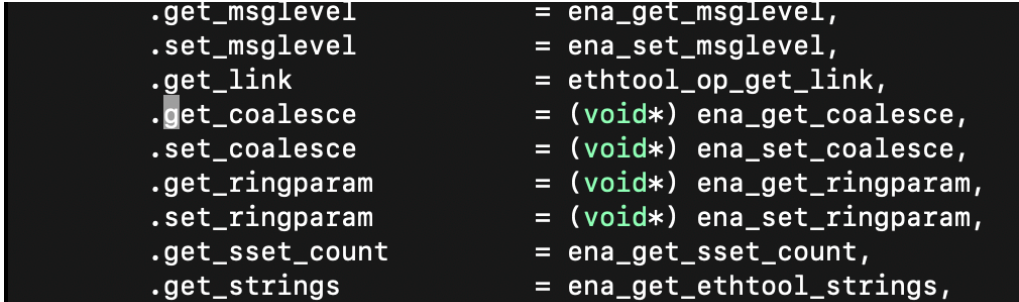 .get_msglevel = ena_get_msglevel,
.set_msglevel = ena_set_msglevel,
.get_link = ethtool_op_get_link,
.get_coalesce = (void*) ena_get_coalesce,
.set_coalesce = (void*) ena_set_coalesce,
.get_ringparam = (void*) ena_get_ringparam,
.set_ringparam = (void*) ena_set_ringparam,
.get_sset_count = ena_get_sset_count,
.get_strings = ena_get_ethtool_strings,